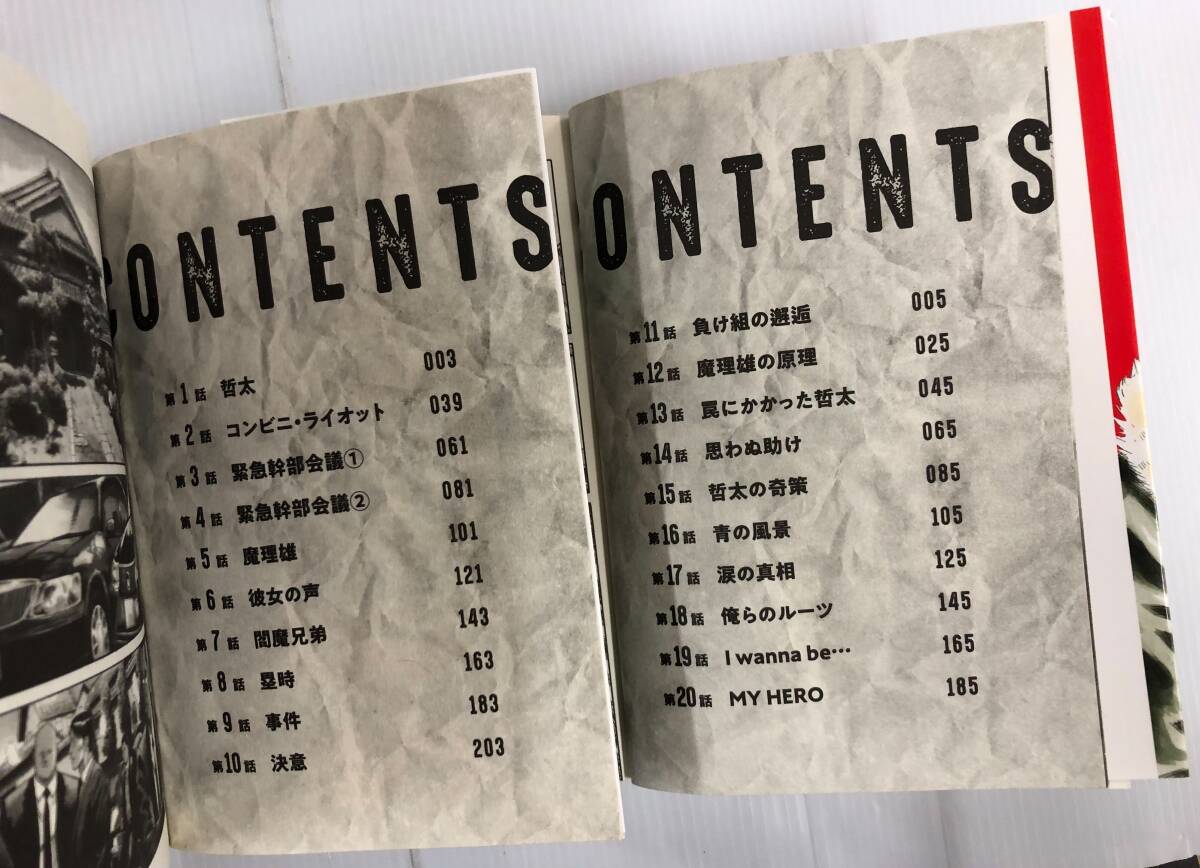 CONTENTS
第1話 哲太 003
第2話 コンビニ・ライオット 039
第3話 緊急幹部会議① 061
第4話 緊急幹部会議② 081
第5話 魔理雄 101
第6話 彼女の声 121
第7話 閻魔兄弟 143
第8話 塁時 163
第9話 事件 183
第10話 決意 203
ONTENTS
第11話 負け組の邂逅 005
第12話 魔理雄の原理 025
第13話 罠にかかった哲太 045
第14話 思わぬ助け 065
第15話 哲太の奇策 085
第16話 青の風景 105
第17話 涙の真相 125
第18話 俺らのルーツ 145
第19話 I wanna be… 165
第20話 MY HERO 185